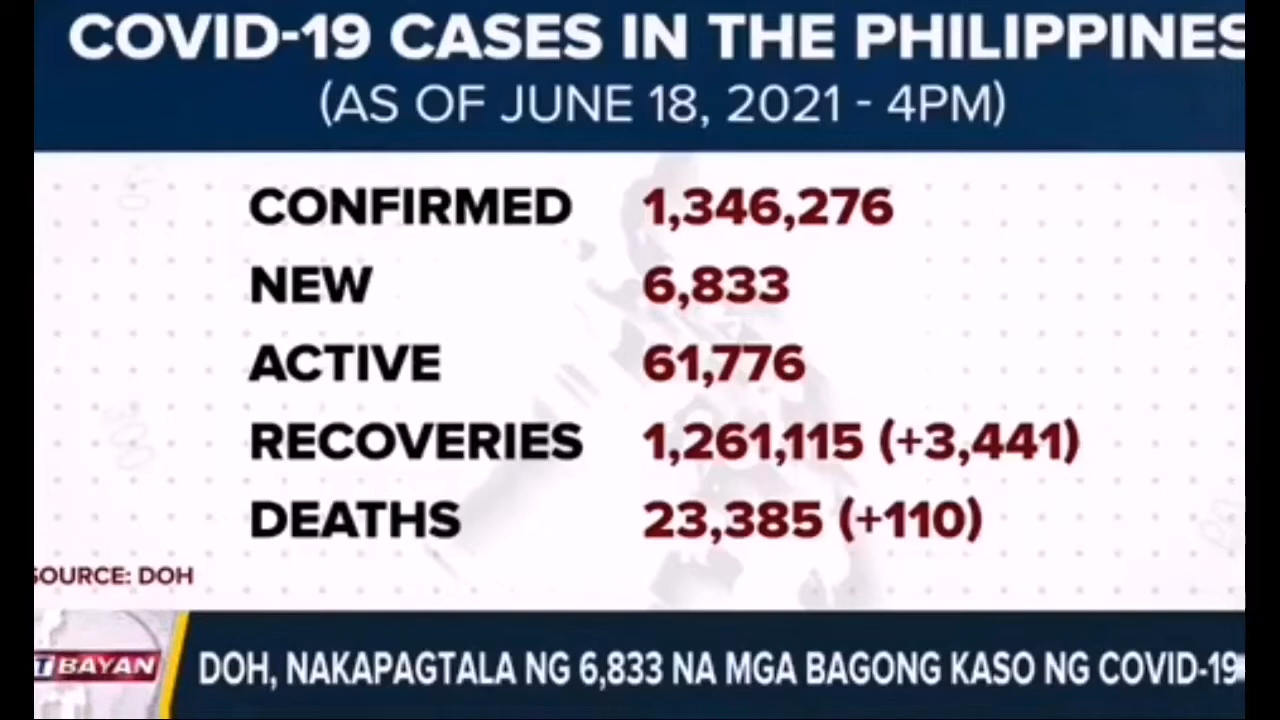 COVID-19 CASES IN THE PHILIPPINES
(AS OF JUNE 18, 2021 - 4PM)
CONFIRMED 1,346,276
NEW 6,833
ACTIVE 61,776
RECOVERIES 1,261,115 (+3,441)
DEATHS 23,385 (+110)
SOURCE: DOH
T BAYAN
DOH, NAKAPAGTALA NG 6,833 NA MGA BAGONG KASO NG COVID-19